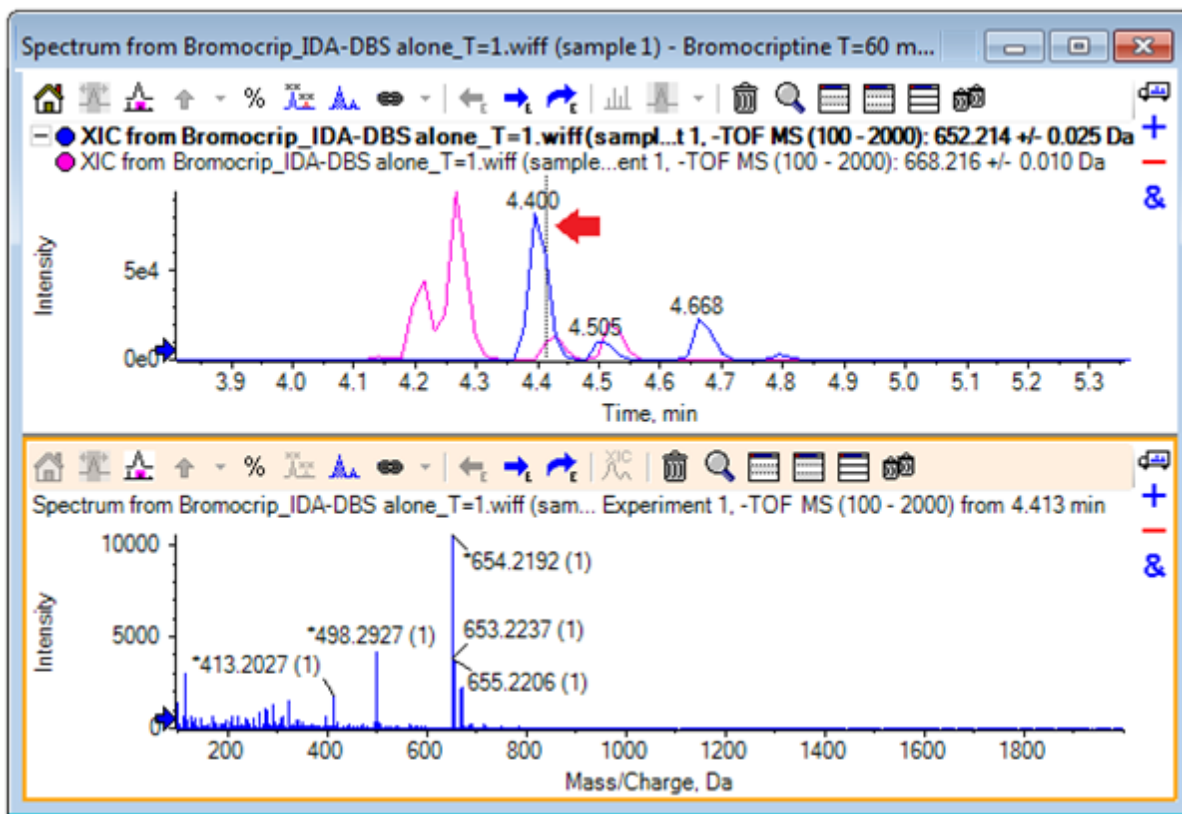 Spectrum from Bromocrip_IDA-DBS alone_T=1.wiff (sample 1) - Bromocriptine T=60 m...
%
XIC from Bromocrip_IDA-DBS alone_T=1.wiff (sampl...t 1, -TOF MS (100 - 2000): 652.214 +/- 0.025 Da
XIC from Bromocrip_IDA-DBS alone_T=1.wiff (sample...ent 1, -TOF MS (100 - 2000): 668.216 +/- 0.010 Da
&
4.400
4.505
4.668
5e4
0e0
Intensity
3.9 4.0 4.1 4.2 4.3 4.4 4.5 4.6 4.7 4.8 4.9 5.0 5.1 5.2 5.3
Time, min
% XIC
Spectrum from Bromocrip_IDA-DBS alone_T=1.wiff (sam... Experiment 1, -TOF MS (100 - 2000) from 4.413 min
&
10000
5000
0
Intensity
*654.2192 (1)
*498.2927 (1)
653.2237 (1)
*413.2027 (1)
655.2206 (1)
200 400 600 800 1000 1200 1400 1600 1800
Mass/Charge, Da